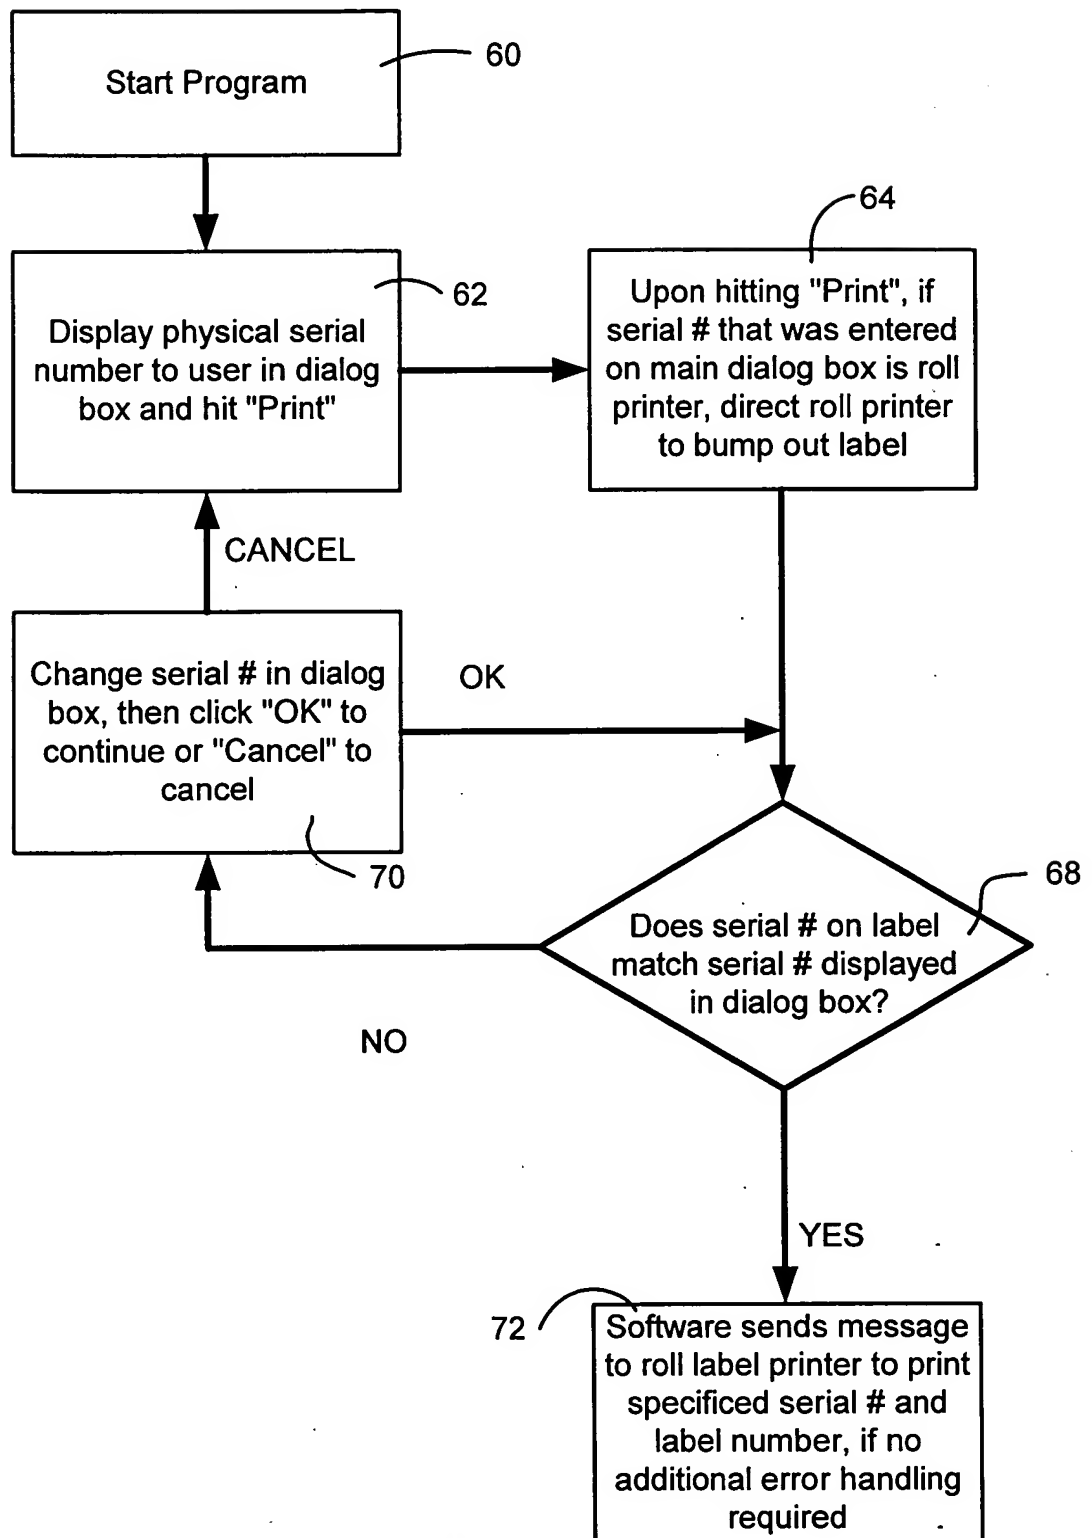 Start Program
60
62
Display physical serial
number to user in dialog
box and hit "Print"
64
Upon hitting "Print", if
serial # that was entered
on main dialog box is roll
printer, direct roll printer
to bump out label
CANCEL
Change serial # in dialog
box, then click "OK" to
continue or "Cancel" to
cancel
70
OK
68
Does serial # on label
match serial # displayed
in dialog box?
NO
YES
72
Software sends message
to roll label printer to print
specificed serial # and
label number, if no
additional error handling
required